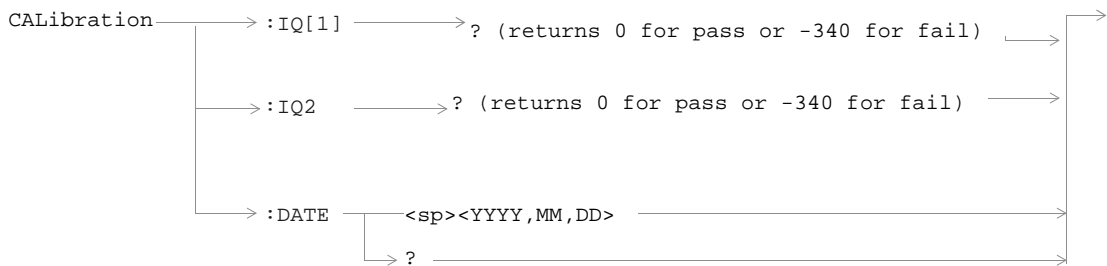 CALibration :IQ[1] ? (returns 0 for pass or -340 for fail)
:IQ2 ? (returns 0 for pass or -340 for fail)
:DATE <sp><YYYY,MM,DD>
?